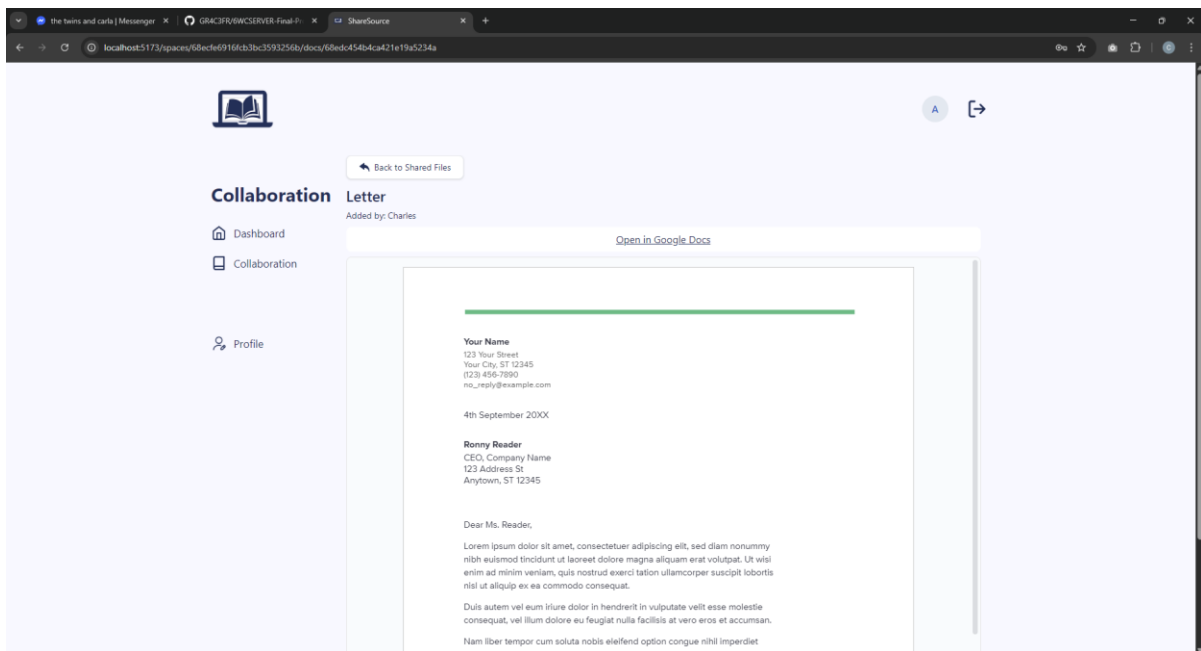 the twins and carla | Messenger
GR4C3FR/6WCSERVER-Final-Pr
ShareSource
localhost:5173/spaces/68ecfe6916fcb3bc3593256b/docs/68edc454b4ca421e19a5234a
C
A
Back to Shared Files
Collaboration
Letter
Added by: Charles
Dashboard
Open in Google Docs
Collaboration
Profile
Your Name
123 Your Street
Your City, ST 12345
(123) 456-7890
no_reply@example.com
4th September 20XX
Ronny Reader
CEO, Company Name
123 Address St
Anytown, ST 12345
Dear Ms. Reader,
Lorem ipsum dolor sit amet, consectetuer adipiscing elit, sed diam nonummy
nibh euismod tincidunt ut laoreet dolore magna aliquam erat volutpat. Ut wisi
enim ad minim veniam, quis nostrud exerci tation ullamcorper suscipit lobortis
nisl ut aliquip ex ea commodo consequat.
Duis autem vel eum iriure dolor in hendrerit in vulputate velit esse molestie
consequat, vel illum dolore eu feugiat nulla facilisis at vero eros et accumsan.
Nam liber tempor cum soluta nobis eleifend option congue nihil imperdiet